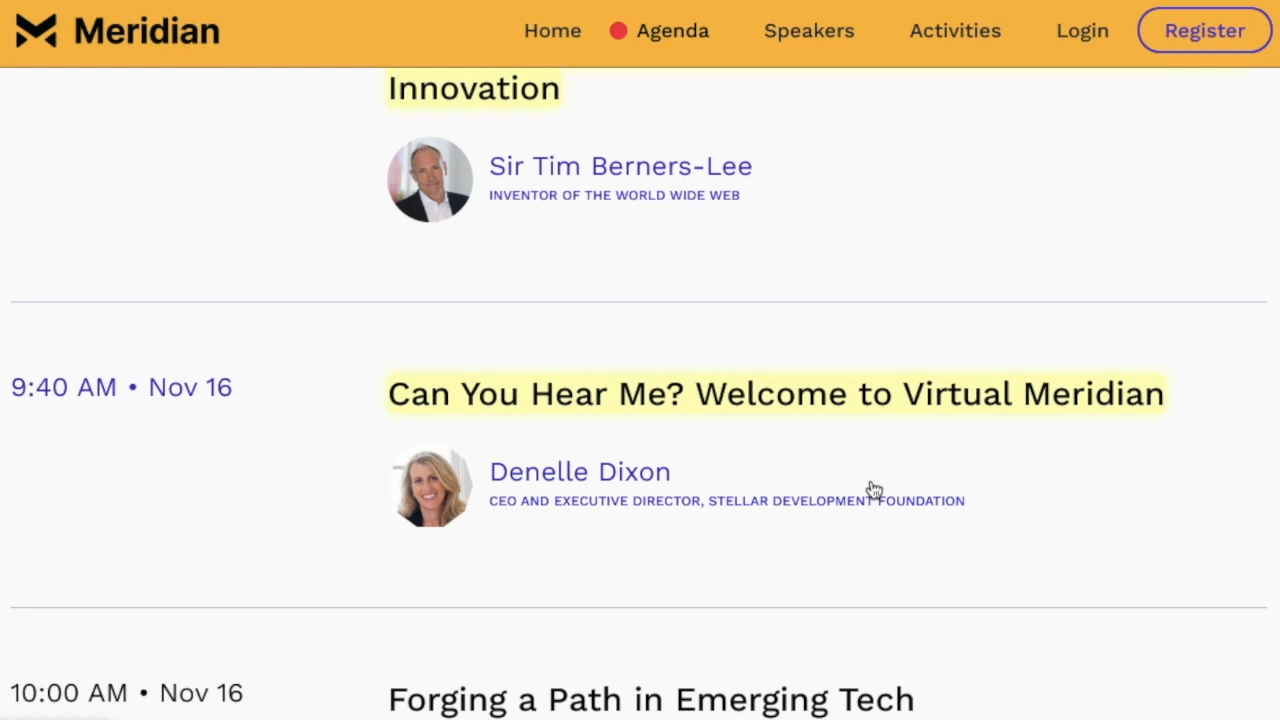 Meridian
Home
Agenda
Speakers
Activities
Login
Register
Innovation
Sir Tim Berners-Lee
INVENTOR OF THE WORLD WIDE WEB
9:40 AM • Nov 16
Can You Hear Me? Welcome to Virtual Meridian
Denelle Dixon
CEO AND EXECUTIVE DIRECTOR, STELLAR DEVELOPMENT FOUNDATION
10:00 AM • Nov 16
Forging a Path in Emerging Tech